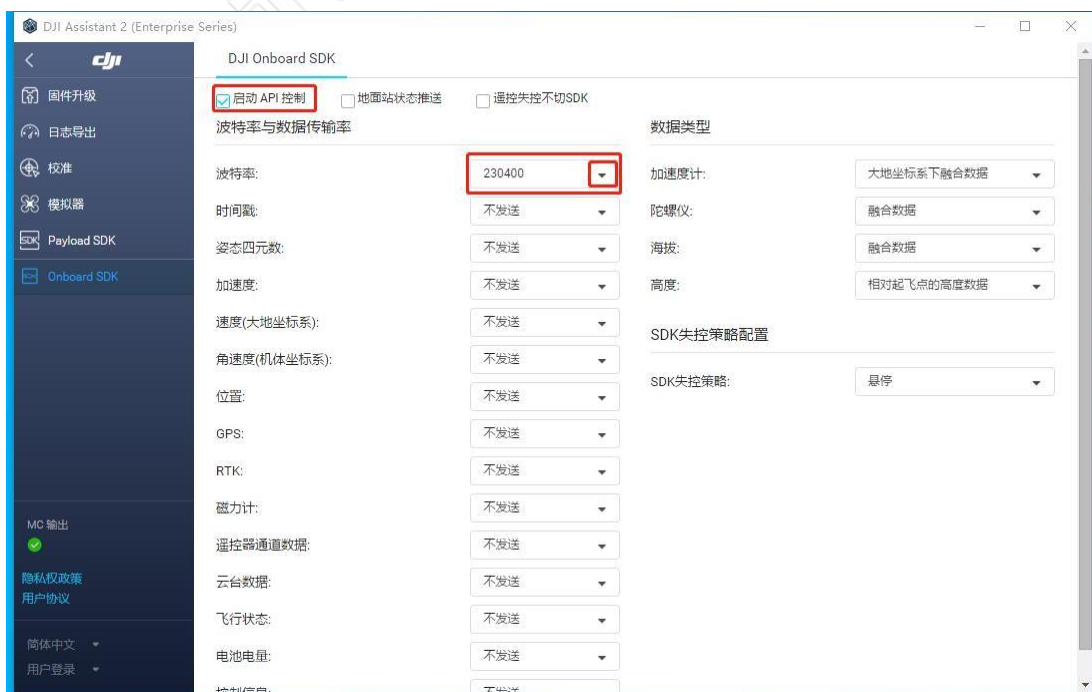 DJI Assistant 2 (Enterprise Series)
dji
固件升级
日志导出
校准
模拟器
SDK Payload SDK
Onboard SDK
MC 输出
隐私权政策
用户协议
简体中文
用户登录
DJI Onboard SDK
启动 API 控制 地面站状态推送 遥控失控不切SDK
波特率与数据传输率
波特率: 230400
时间戳: 不发送
姿态四元数: 不发送
加速度: 不发送
速度(大地坐标系): 不发送
角速度(机体坐标系): 不发送
位置: 不发送
GPS: 不发送
RTK: 不发送
磁力计: 不发送
遥控器通道数据: 不发送
云台数据: 不发送
飞行状态: 不发送
电池电量: 不发送
控制信息: 不发送
数据类型
加速度计: 大地坐标系下融合数据
陀螺仪: 融合数据
海拔: 融合数据
高度: 相对起飞点的高度数据
SDK失控策略配置
SDK失控策略: 悬停